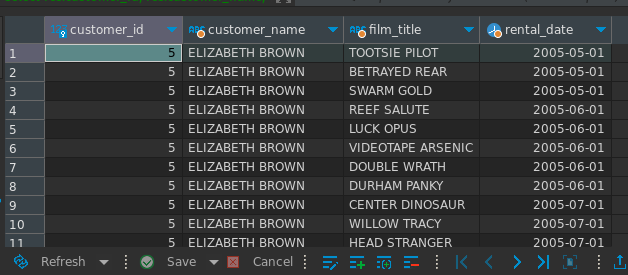 customer_id customer_name film_title rental_date
1 5 ELIZABETH BROWN TOOTSIE PILOT 2005-05-01
2 5 ELIZABETH BROWN BETRAYED REAR 2005-05-01
3 5 ELIZABETH BROWN SWARM GOLD 2005-05-01
4 5 ELIZABETH BROWN REEF SALUTE 2005-06-01
5 5 ELIZABETH BROWN LUCK OPUS 2005-06-01
6 5 ELIZABETH BROWN VIDEOTAPE ARSENIC 2005-06-01
7 5 ELIZABETH BROWN DOUBLE WRATH 2005-06-01
8 5 ELIZABETH BROWN DURHAM PANKY 2005-06-01
9 5 ELIZABETH BROWN CENTER DINOSAUR 2005-07-01
10 5 ELIZABETH BROWN WILLOW TRACY 2005-07-01
11 5 ELIZABETH BROWN HEAD STRANGER 2005-07-01
Refresh Save Cancel